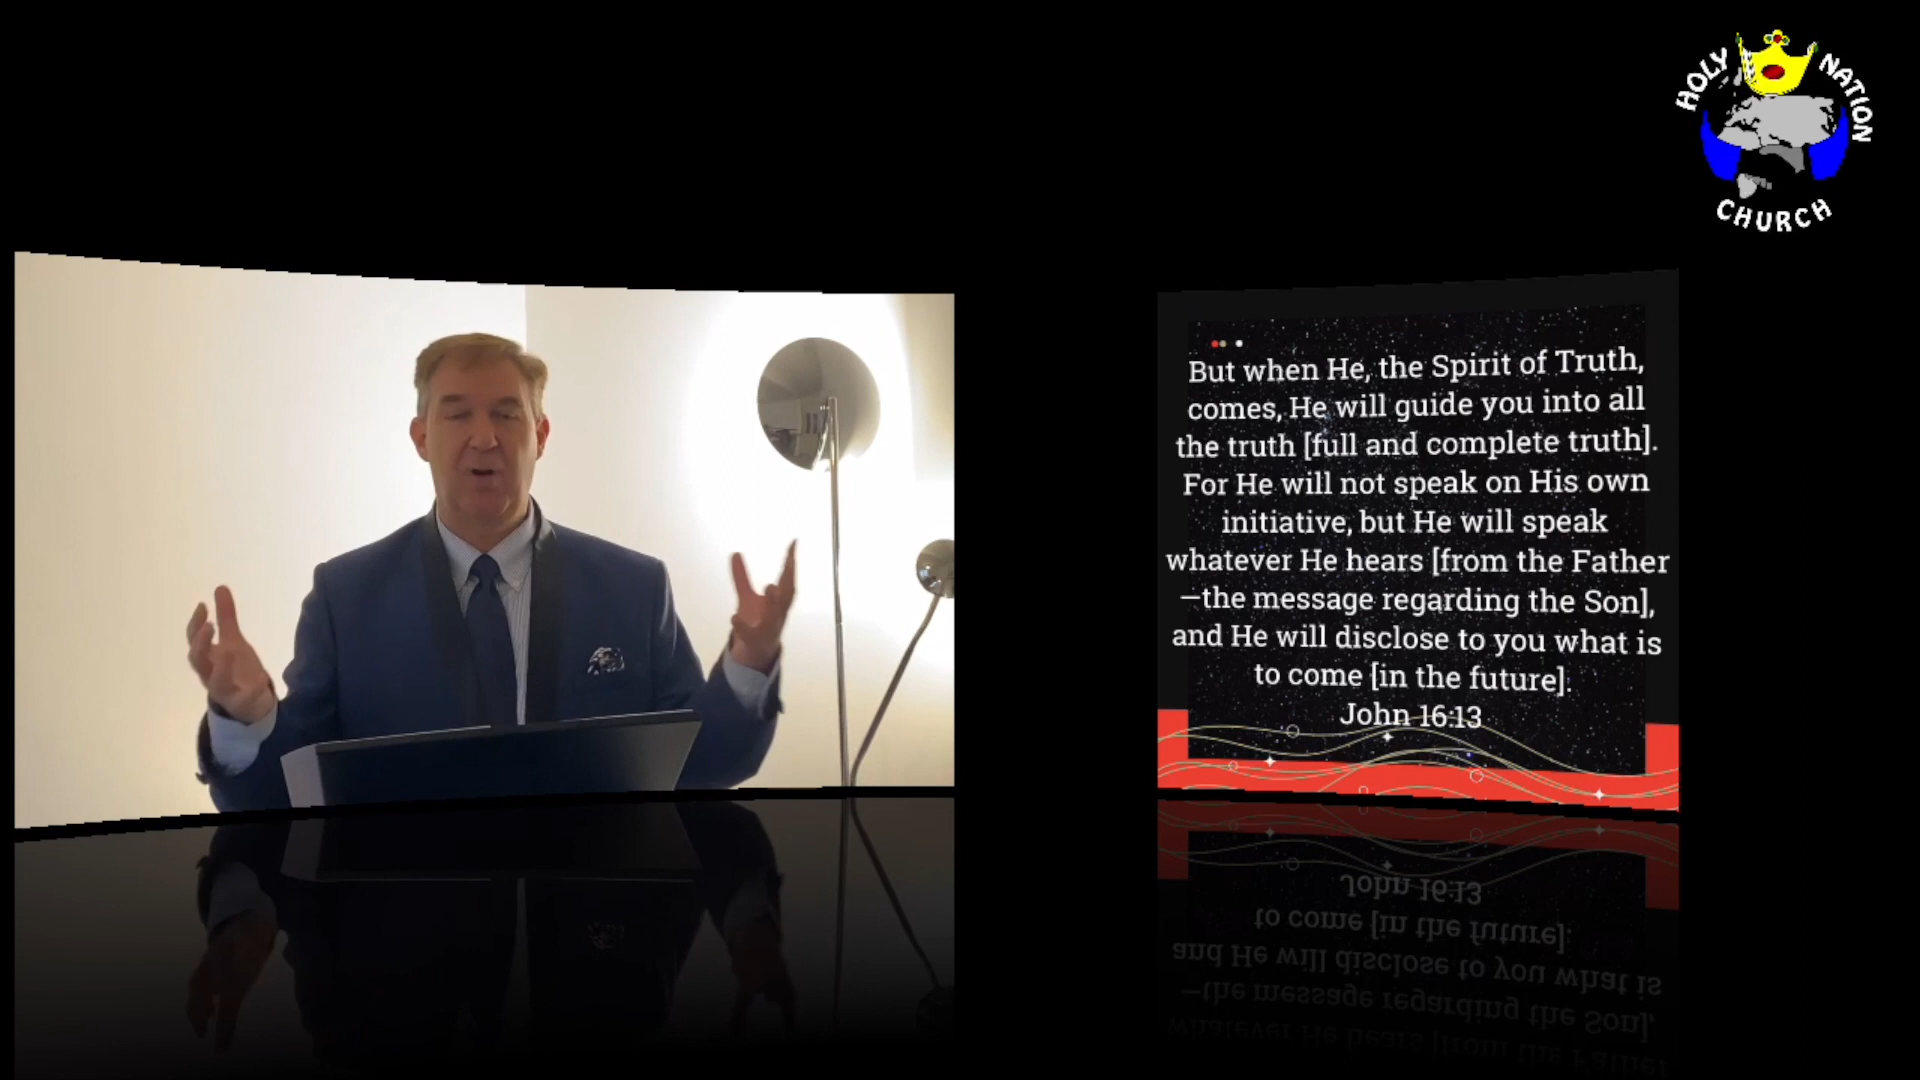 HOLY NATION
CHURCH
But when He, the Spirit of Truth,
comes, He will guide you into all
the truth [full and complete truth].
For He will not speak on His own
initiative, but He will speak
whatever He hears [from the Father
—the message regarding the Son],
and He will disclose to you what is
to come [in the future].
John 16:13